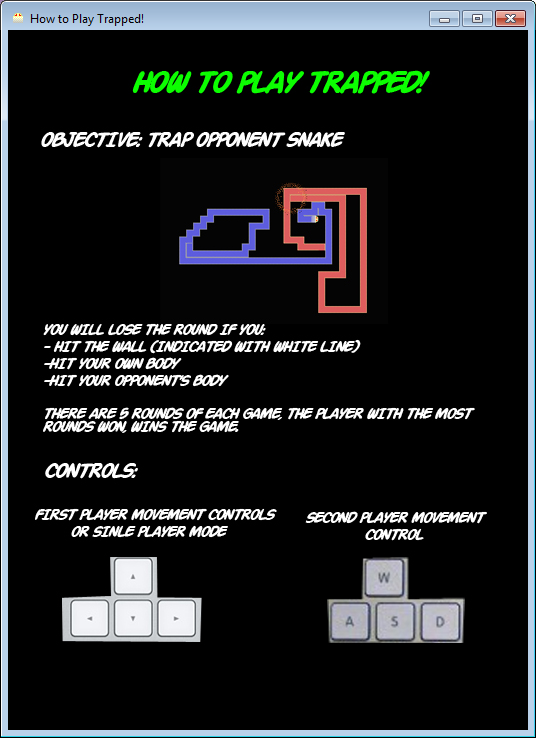 How to Play Trapped!
HOW TO PLAY TRAPPED!
OBJECTIVE: TRAP OPPONENT SNAKE
YOU WILL LOSE THE ROUND IF YOU:
- HIT THE WALL (INDICATED WITH WHITE LINE)
-HIT YOUR OWN BODY
-HIT YOUR OPPONENT'S BODY
THERE ARE 5 ROUNDS OF EACH GAME, THE PLAYER WITH THE MOST
ROUNDS WON, WINS THE GAME.
CONTROLS:
FIRST PLAYER MOVEMENT CONTROLS
OR SINLE PLAYER MODE
SECOND PLAYER MOVEMENT
CONTROL
W
A S D